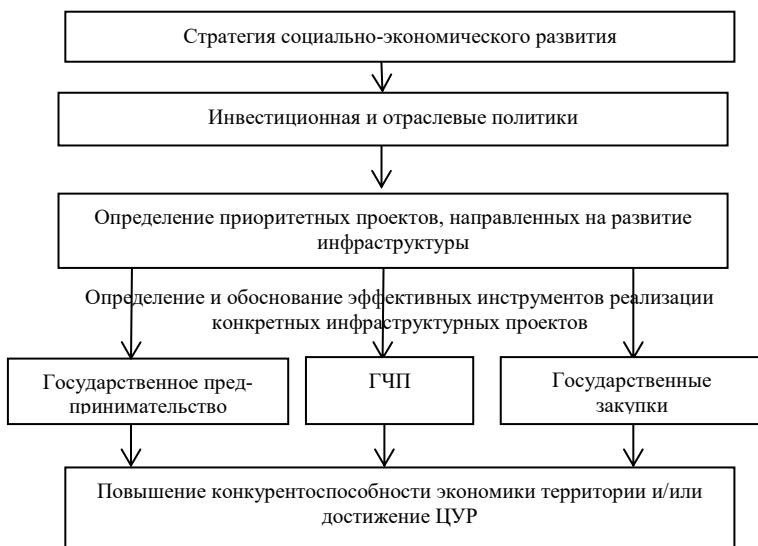 Стратегия социально-экономического развития
Инвестиционная и отраслевые политики
Определение приоритетных проектов, направленных на развитие
инфраструктуры
Определение и обоснование эффективных инструментов реализации
конкретных инфраструктурных проектов
Государственное пред-
принимательство
ГЧП
Государственные
закупки
Повышение конкурентоспособности экономики территории и/или
достижение ЦУР